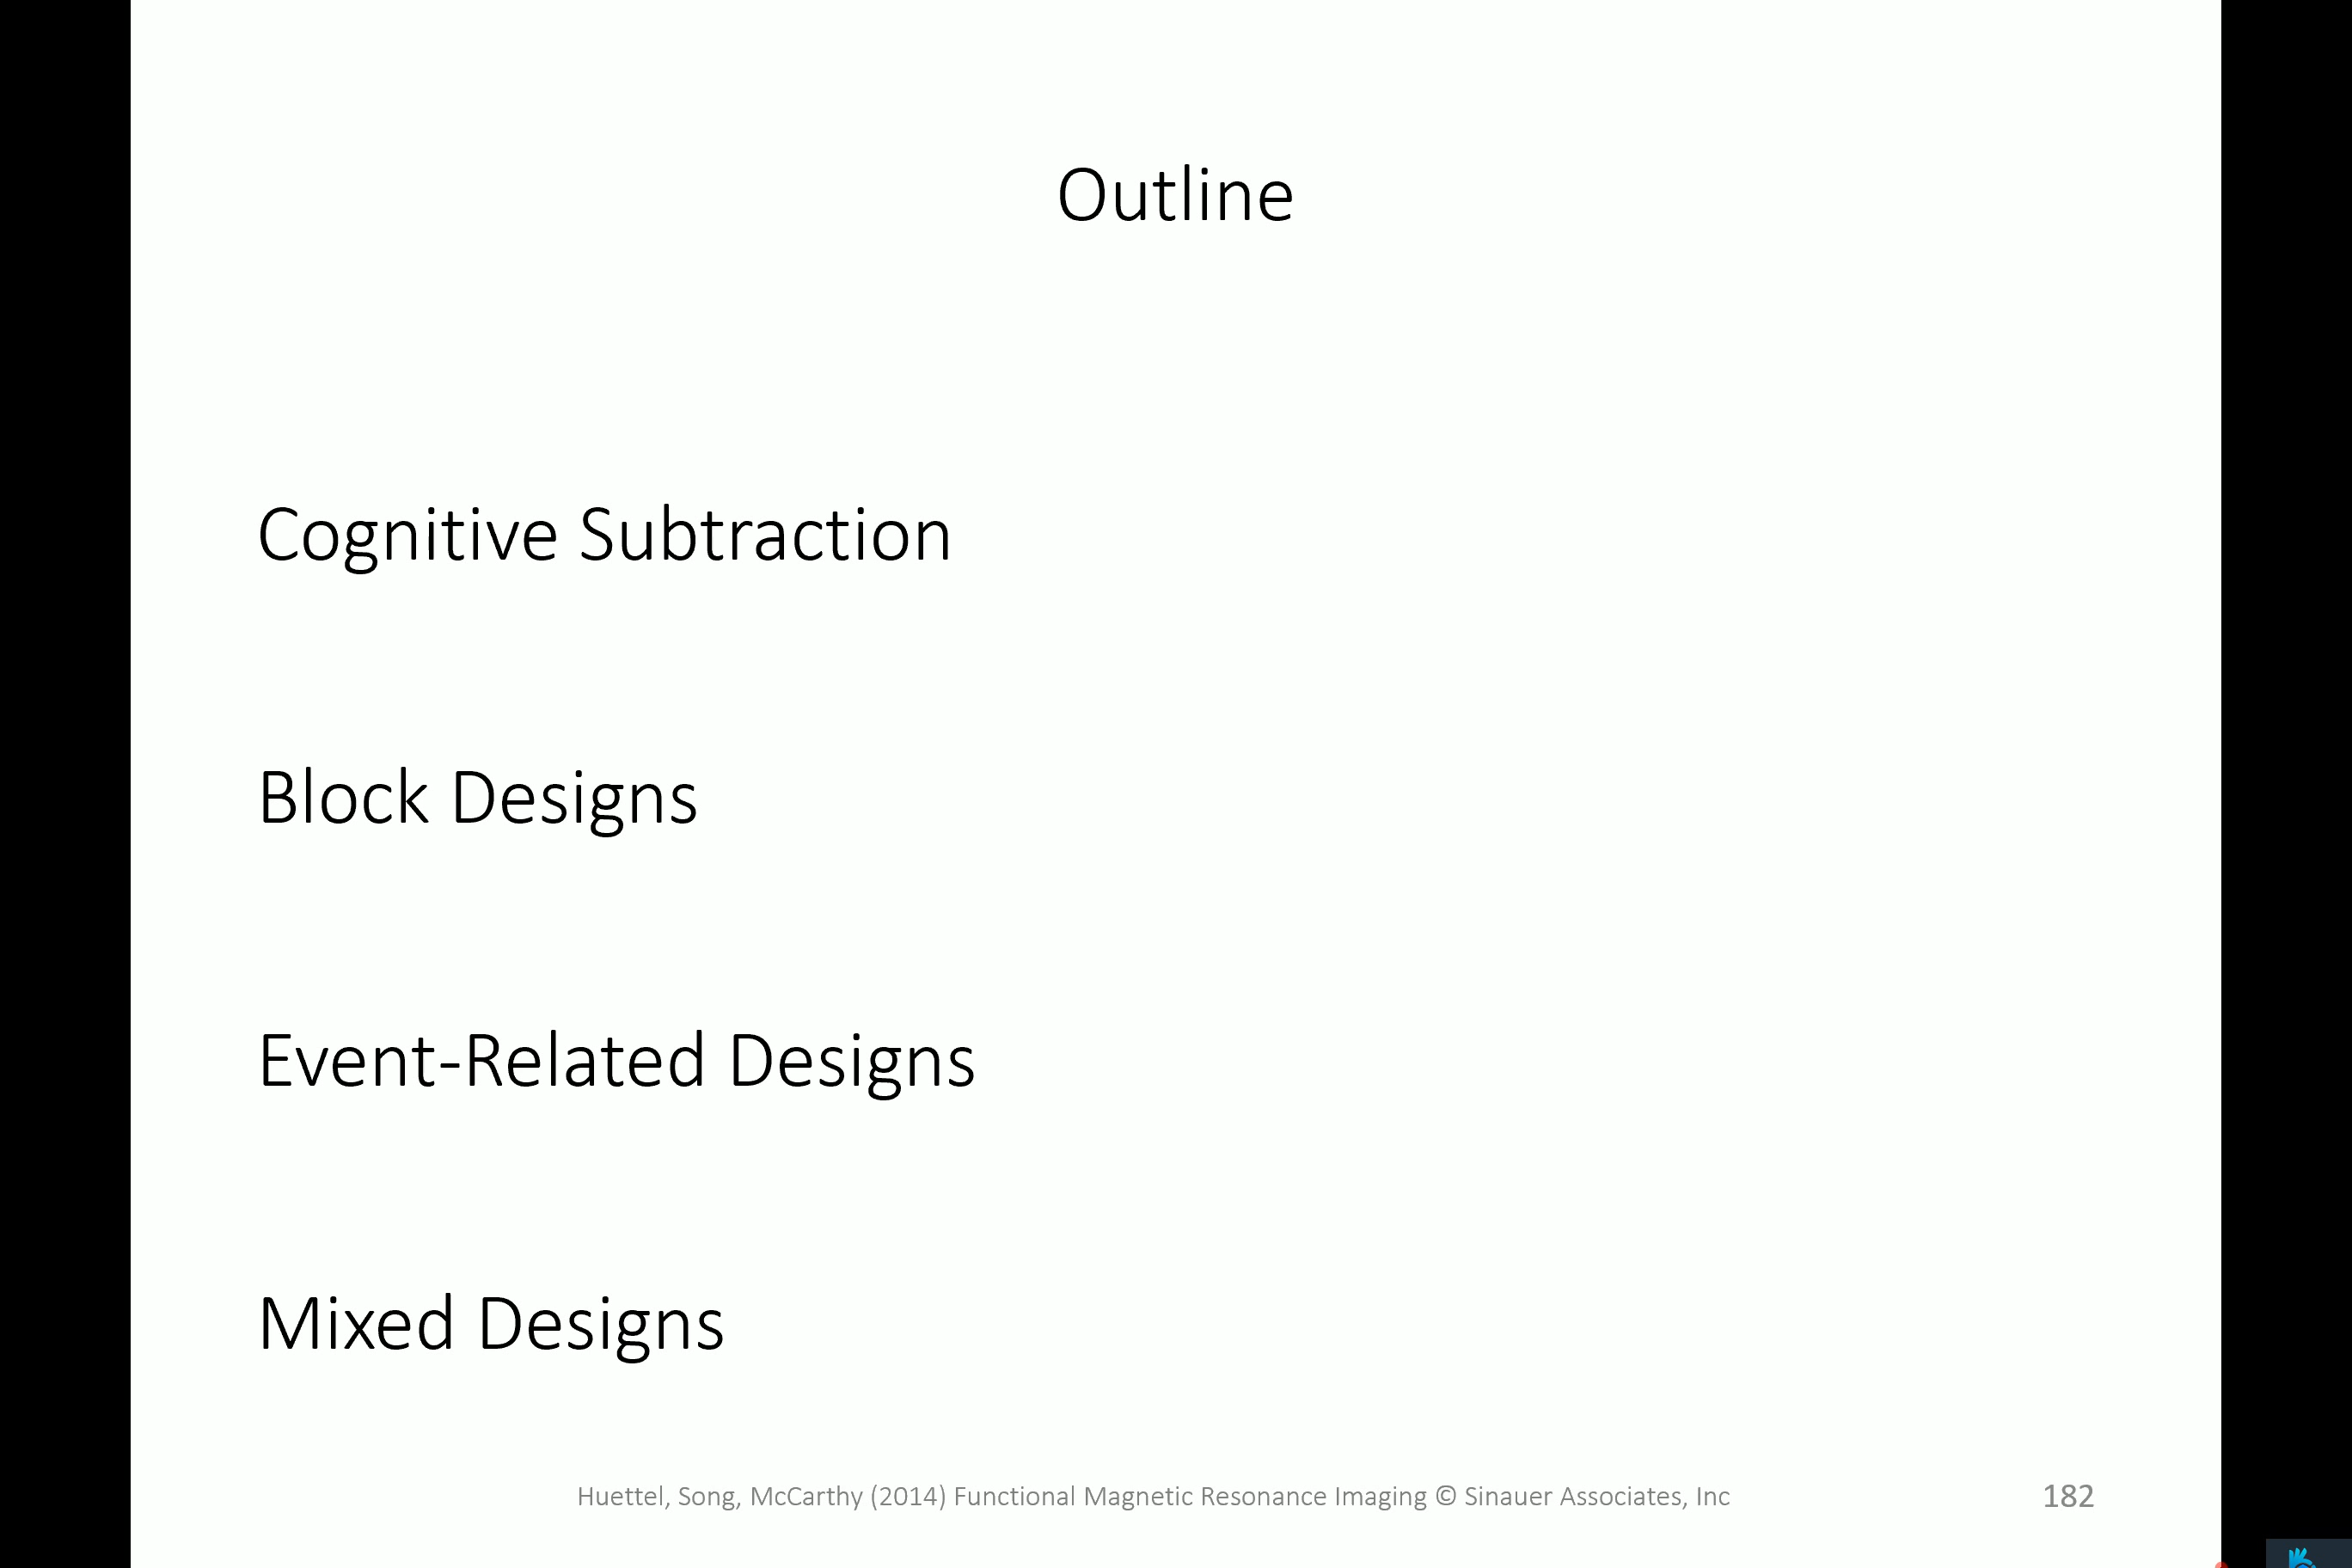 Outline
Cognitive Subtraction
Block Designs
Event-Related Designs
Mixed Designs
Huettel, Song, McCarthy (2014) Functional Magnetic Resonance Imaging © Sinauer Associates, Inc
182